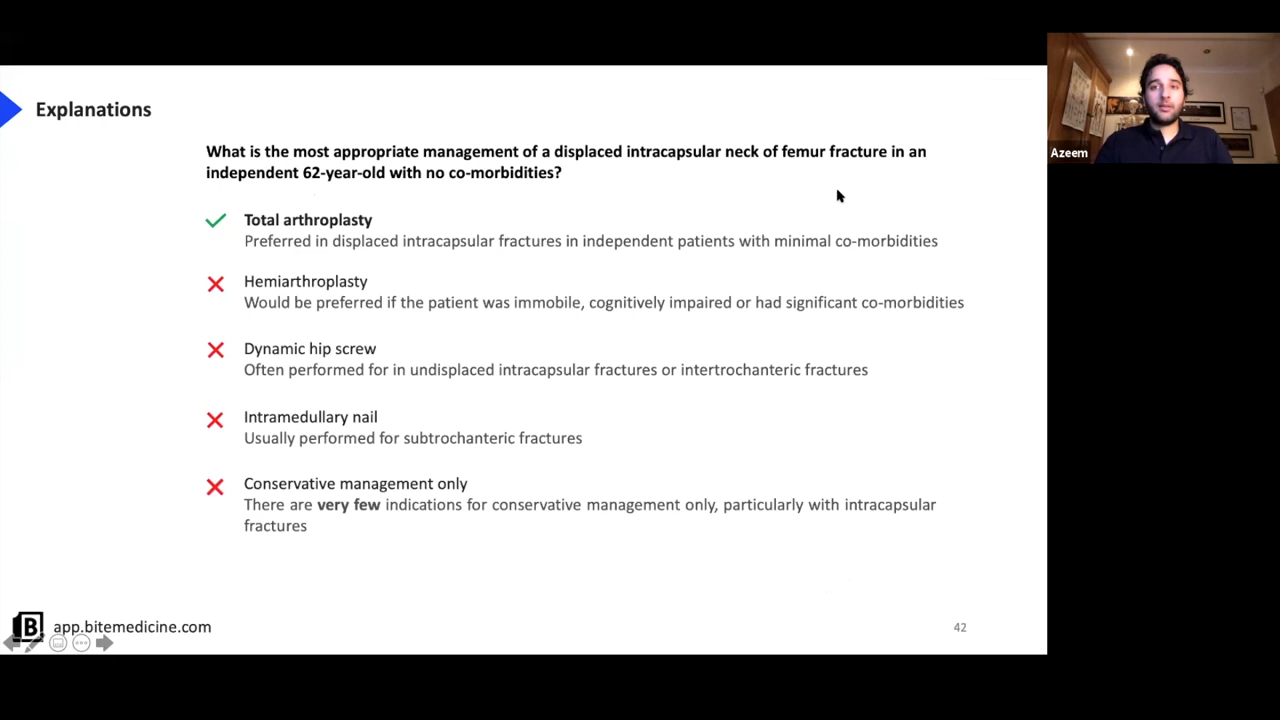 Explanations
What is the most appropriate management of a displaced intracapsular neck of femur fracture in an
independent 62-year-old with no co-morbidities?
Total arthroplasty
Preferred in displaced intracapsular fractures in independent patients with minimal co-morbidities
Hemiarthroplasty
Would be preferred if the patient was immobile, cognitively impaired or had significant co-morbidities
Dynamic hip screw
Often performed for in undisplaced intracapsular fractures or intertrochanteric fractures
Intramedullary nail
Usually performed for subtrochanteric fractures
Conservative management only
There are very few indications for conservative management only, particularly with intracapsular
fractures
B
app.bitemedicine.com
42
Azeem